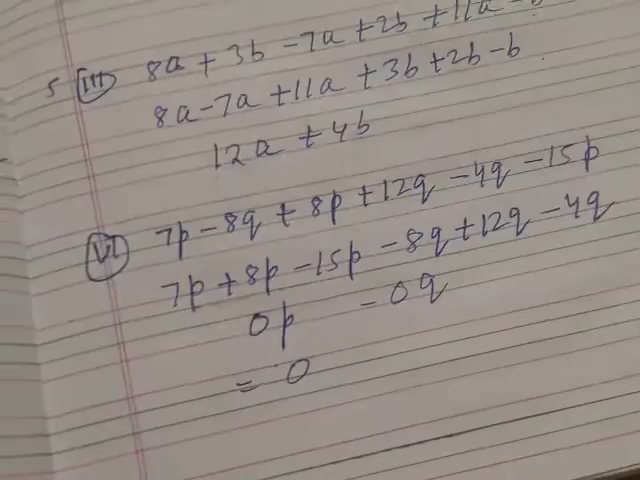 5 (iii) 8a + 3b - 7a + 2b + 11a - b
8a - 7a + 11a + 3b + 2b - b
12a + 4b
(vi) 7p - 8q + 8p + 12q - 4q - 15p
7p + 8p - 15p - 8q + 12q - 4q
0p - 0q
= 0